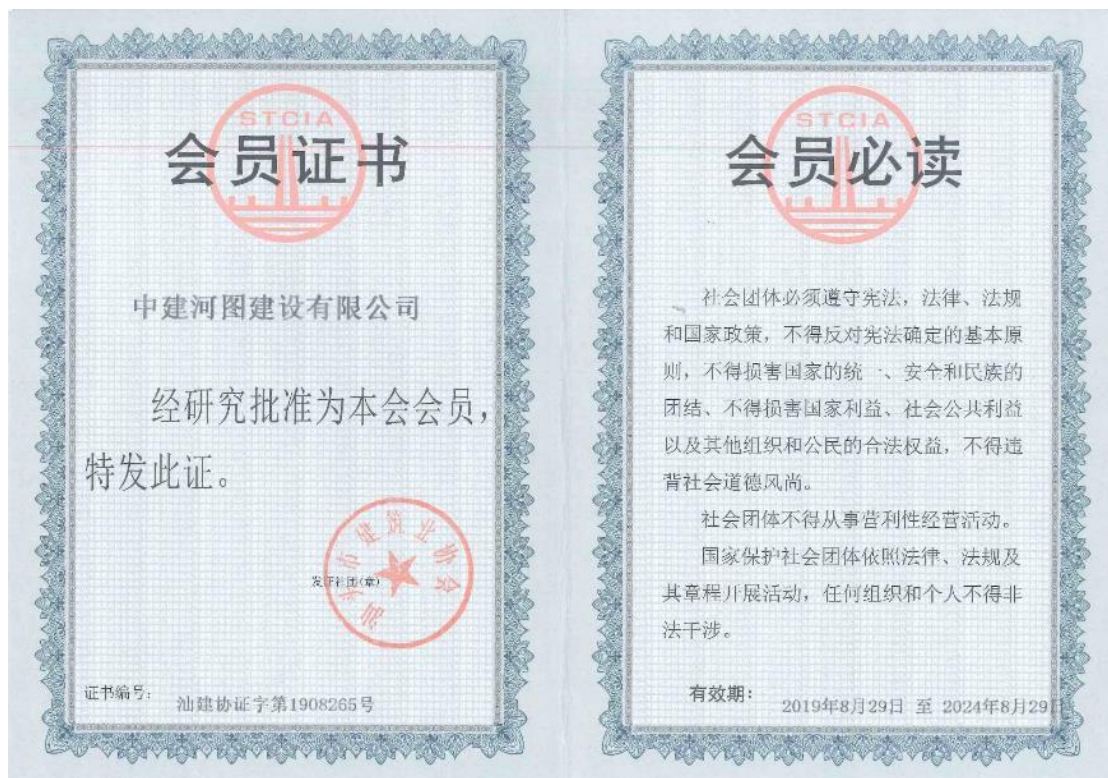 STCIA
会员证书
中建河图建设有限公司
经研究批准为本会会员，
特发此证。
汕头市建筑业协会
发证社团(章)
证书编号：
汕建协证字第1908265号
STCIA
会员必读
社会团体必须遵守宪法，法律、法规
和国家政策，不得反对宪法确定的基本原
则，不得损害国家的统一、安全和民族的
团结、不得损害国家利益、社会公共利益
以及其他组织和公民的合法权益，不得违
背社会道德风尚。
社会团体不得从事营利性经营活动。
国家保护社会团体依照法律、法规及
其章程开展活动，任何组织和个人不得非
法干涉。
有效期：
2019年8月29日 至 2024年8月29日